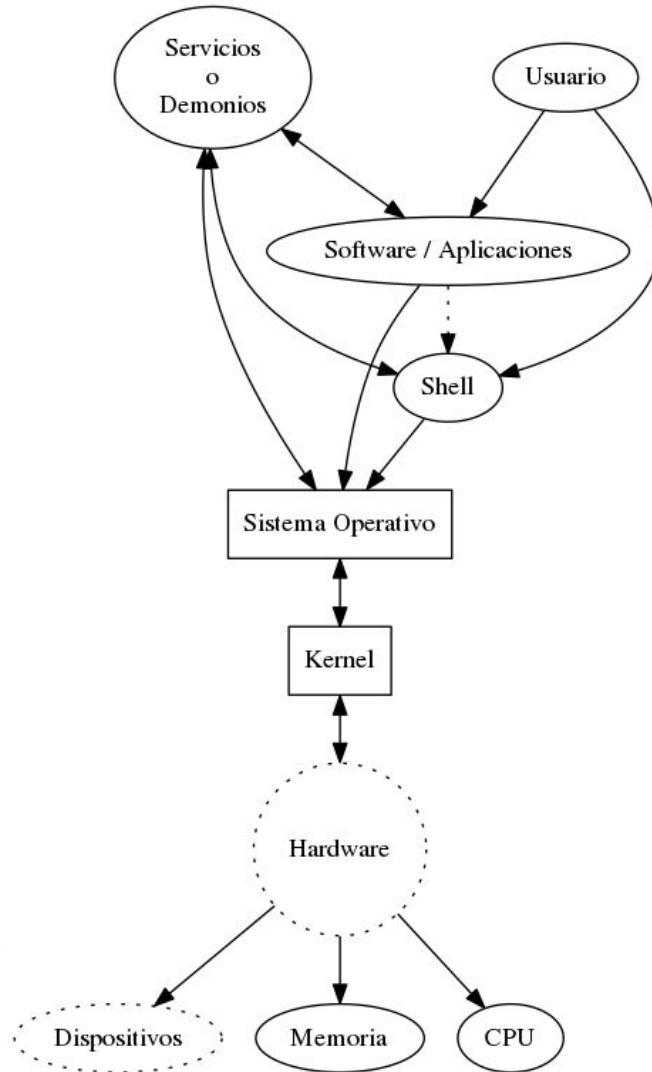 Servicios
o
Demonios
Usuario
Software / Aplicaciones
Shell
Sistema Operativo
Kernel
Hardware
Dispositivos
Memoria
CPU